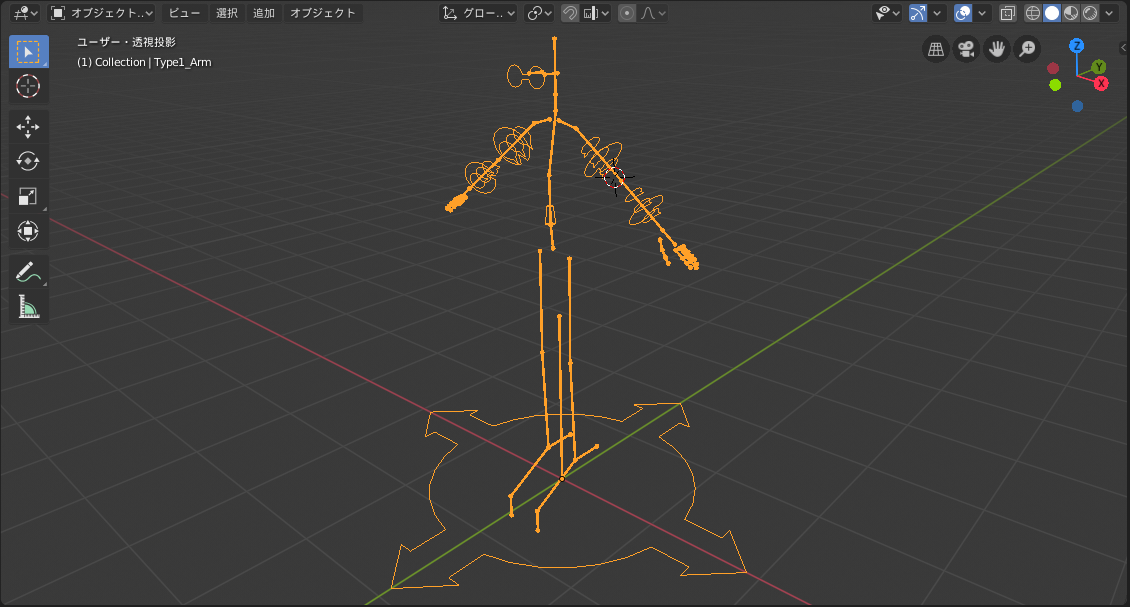 オブジェクト.. ビュー 選択 追加 オブジェクト グロー..
ユーザー・透視投影
(1) Collection | Type1_Arm
Z
Y
X